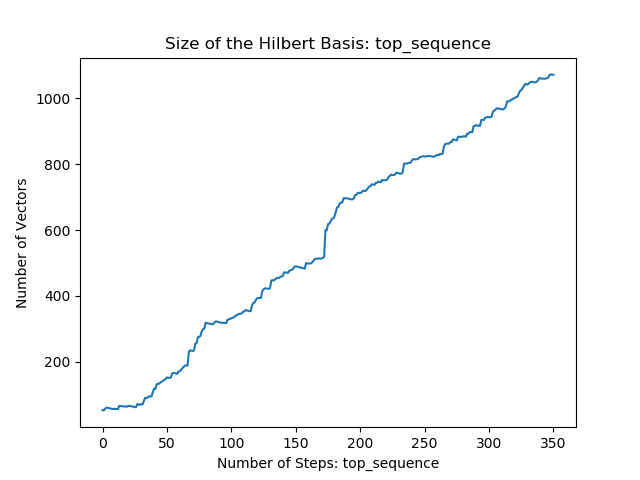 Size of the Hilbert Basis: top_sequence
Number of Vectors
1000
800
600
400
200
0 50 100 150 200 250 300 350
Number of Steps: top_sequence